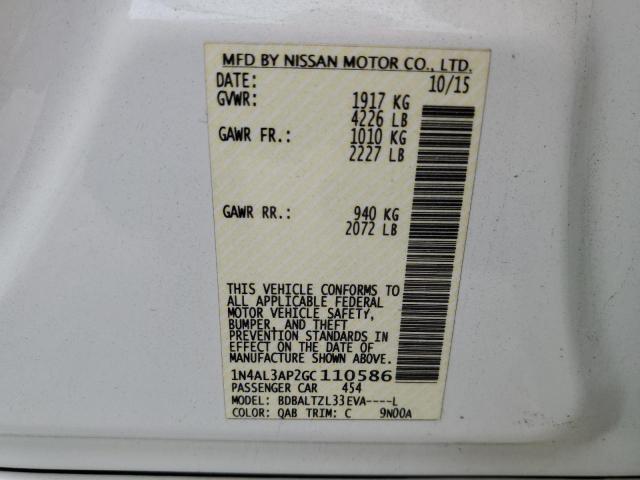 MFD BY NISSAN MOTOR CO., LTD.
DATE: 10/15
GVWR: 1917 KG
4226 LB
GAWR FR.: 1010 KG
2227 LB
GAWR RR.: 940 KG
2072 LB
THIS VEHICLE CONFORMS TO
ALL APPLICABLE FEDERAL
MOTOR VEHICLE SAFETY,
BUMPER, AND THEFT
PREVENTION STANDARDS IN
EFFECT ON THE DATE OF
MANUFACTURE SHOWN ABOVE.
1N4AL3AP2GC110586
PASSENGER CAR 454
MODEL: BDBALTZL33EVA----L
COLOR: QAB TRIM: C 9N00A